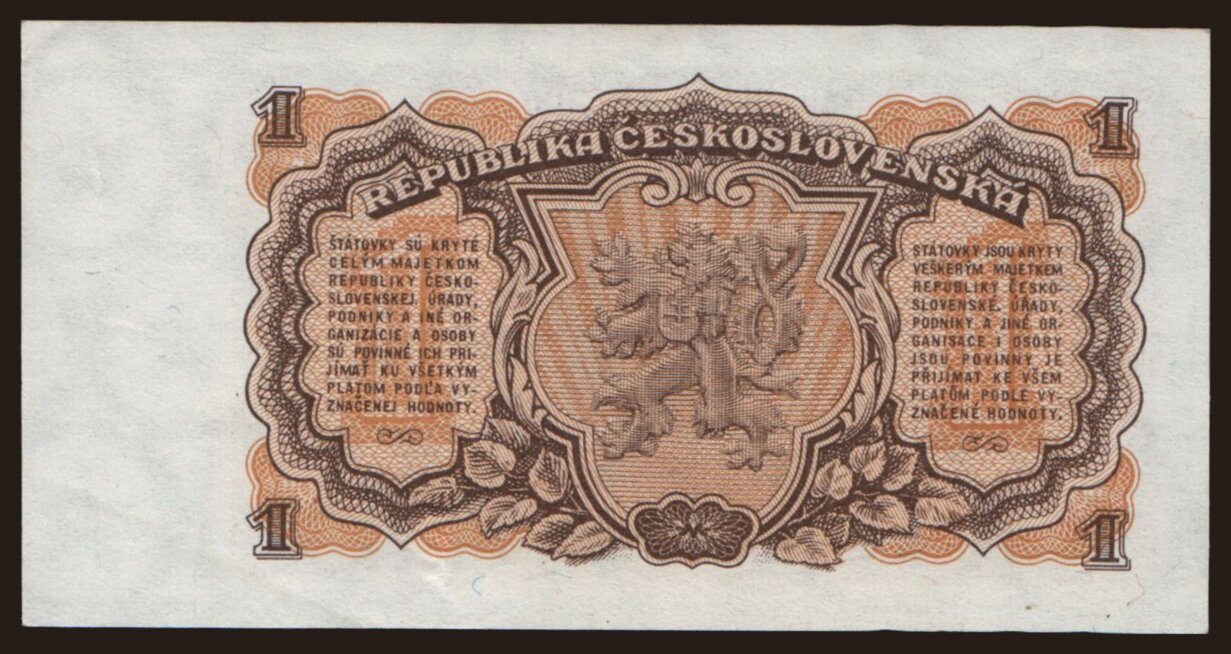 1
1
REPUBLIKA ČESKOSLOVENSKÁ
ŠTÁTOVKY SÚ KRYTÉ
CELÝM MAJETKOM
REPUBLIKY ČESKO-
SLOVENSKEJ. ÚRADY,
PODNIKY A INÉ OR-
GANIZÁCIE A OSOBY
SÚ POVINNÉ ICH PRI-
JÍMAŤ KU VŠETKÝM
PLATOM PODĽA VY-
ZNAČENEJ HODNOTY.
STÁTOVKY JSOU KRYTY
VEŠKERÝM MAJETKEM
REPUBLIKY ČESKO-
SLOVENSKÉ. ÚŘADY,
PODNIKY A JINÉ OR-
GANISACE I OSOBY
JSOU POVINNY JE
PŘIJÍMAT KE VŠEM
PLATŮM PODLE VY-
ZNAČENÉ HODNOTY.
1
1